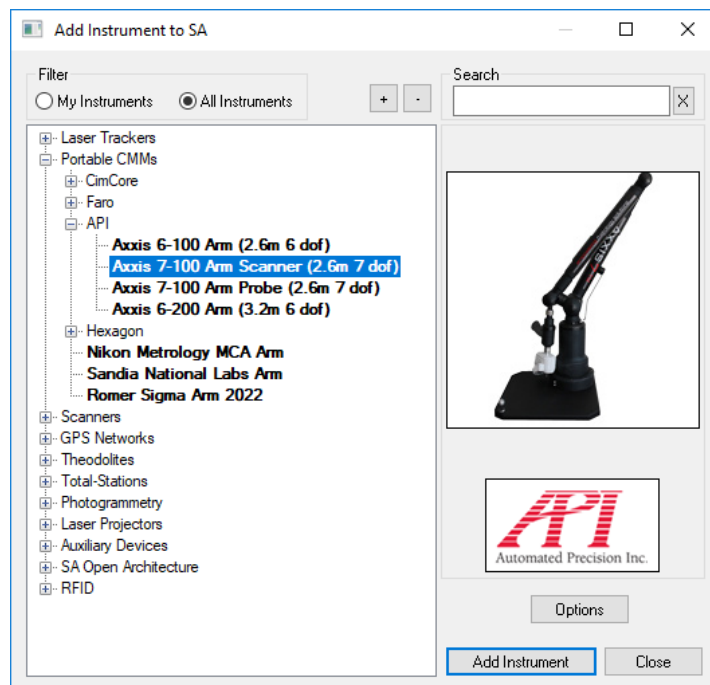 Add Instrument to SA
Filter
My Instruments
All Instruments
+
-
Search
X
Laser Trackers
Portable CMMs
CimCore
Faro
API
Axxis 6-100 Arm (2.6m 6 dof)
Axxis 7-100 Arm Scanner (2.6m 7 dof)
Axxis 7-100 Arm Probe (2.6m 7 dof)
Axxis 6-200 Arm (3.2m 6 dof)
Hexagon
Nikon Metrology MCA Arm
Sandia National Labs Arm
Romer Sigma Arm 2022
Scanners
GPS Networks
Theodolites
Total-Stations
Photogrammetry
Laser Projectors
Auxiliary Devices
SA Open Architecture
RFID
AXXIS
API
Automated Precision Inc.
Options
Add Instrument
Close